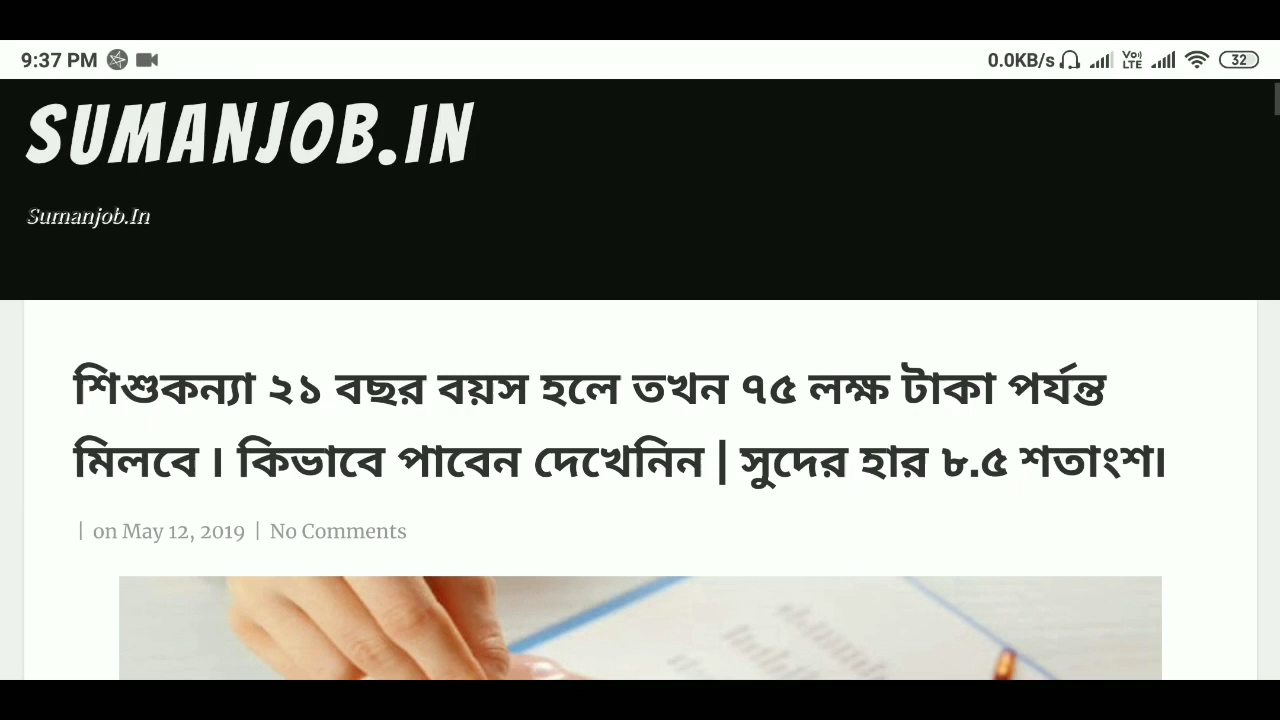 9:37 PM 0.0KB/s Vo) LTE 32
SUMANJOB.IN
Sumanjob.In
শিশুকন্যা ২১ বছর বয়স হলে তখন ৭৫ লক্ষ টাকা পর্যন্ত
মিলবে । কিভাবে পাবেন দেখেনিন | সুদের হার ৮.৫ শতাংশ।
| on May 12, 2019 | No Comments